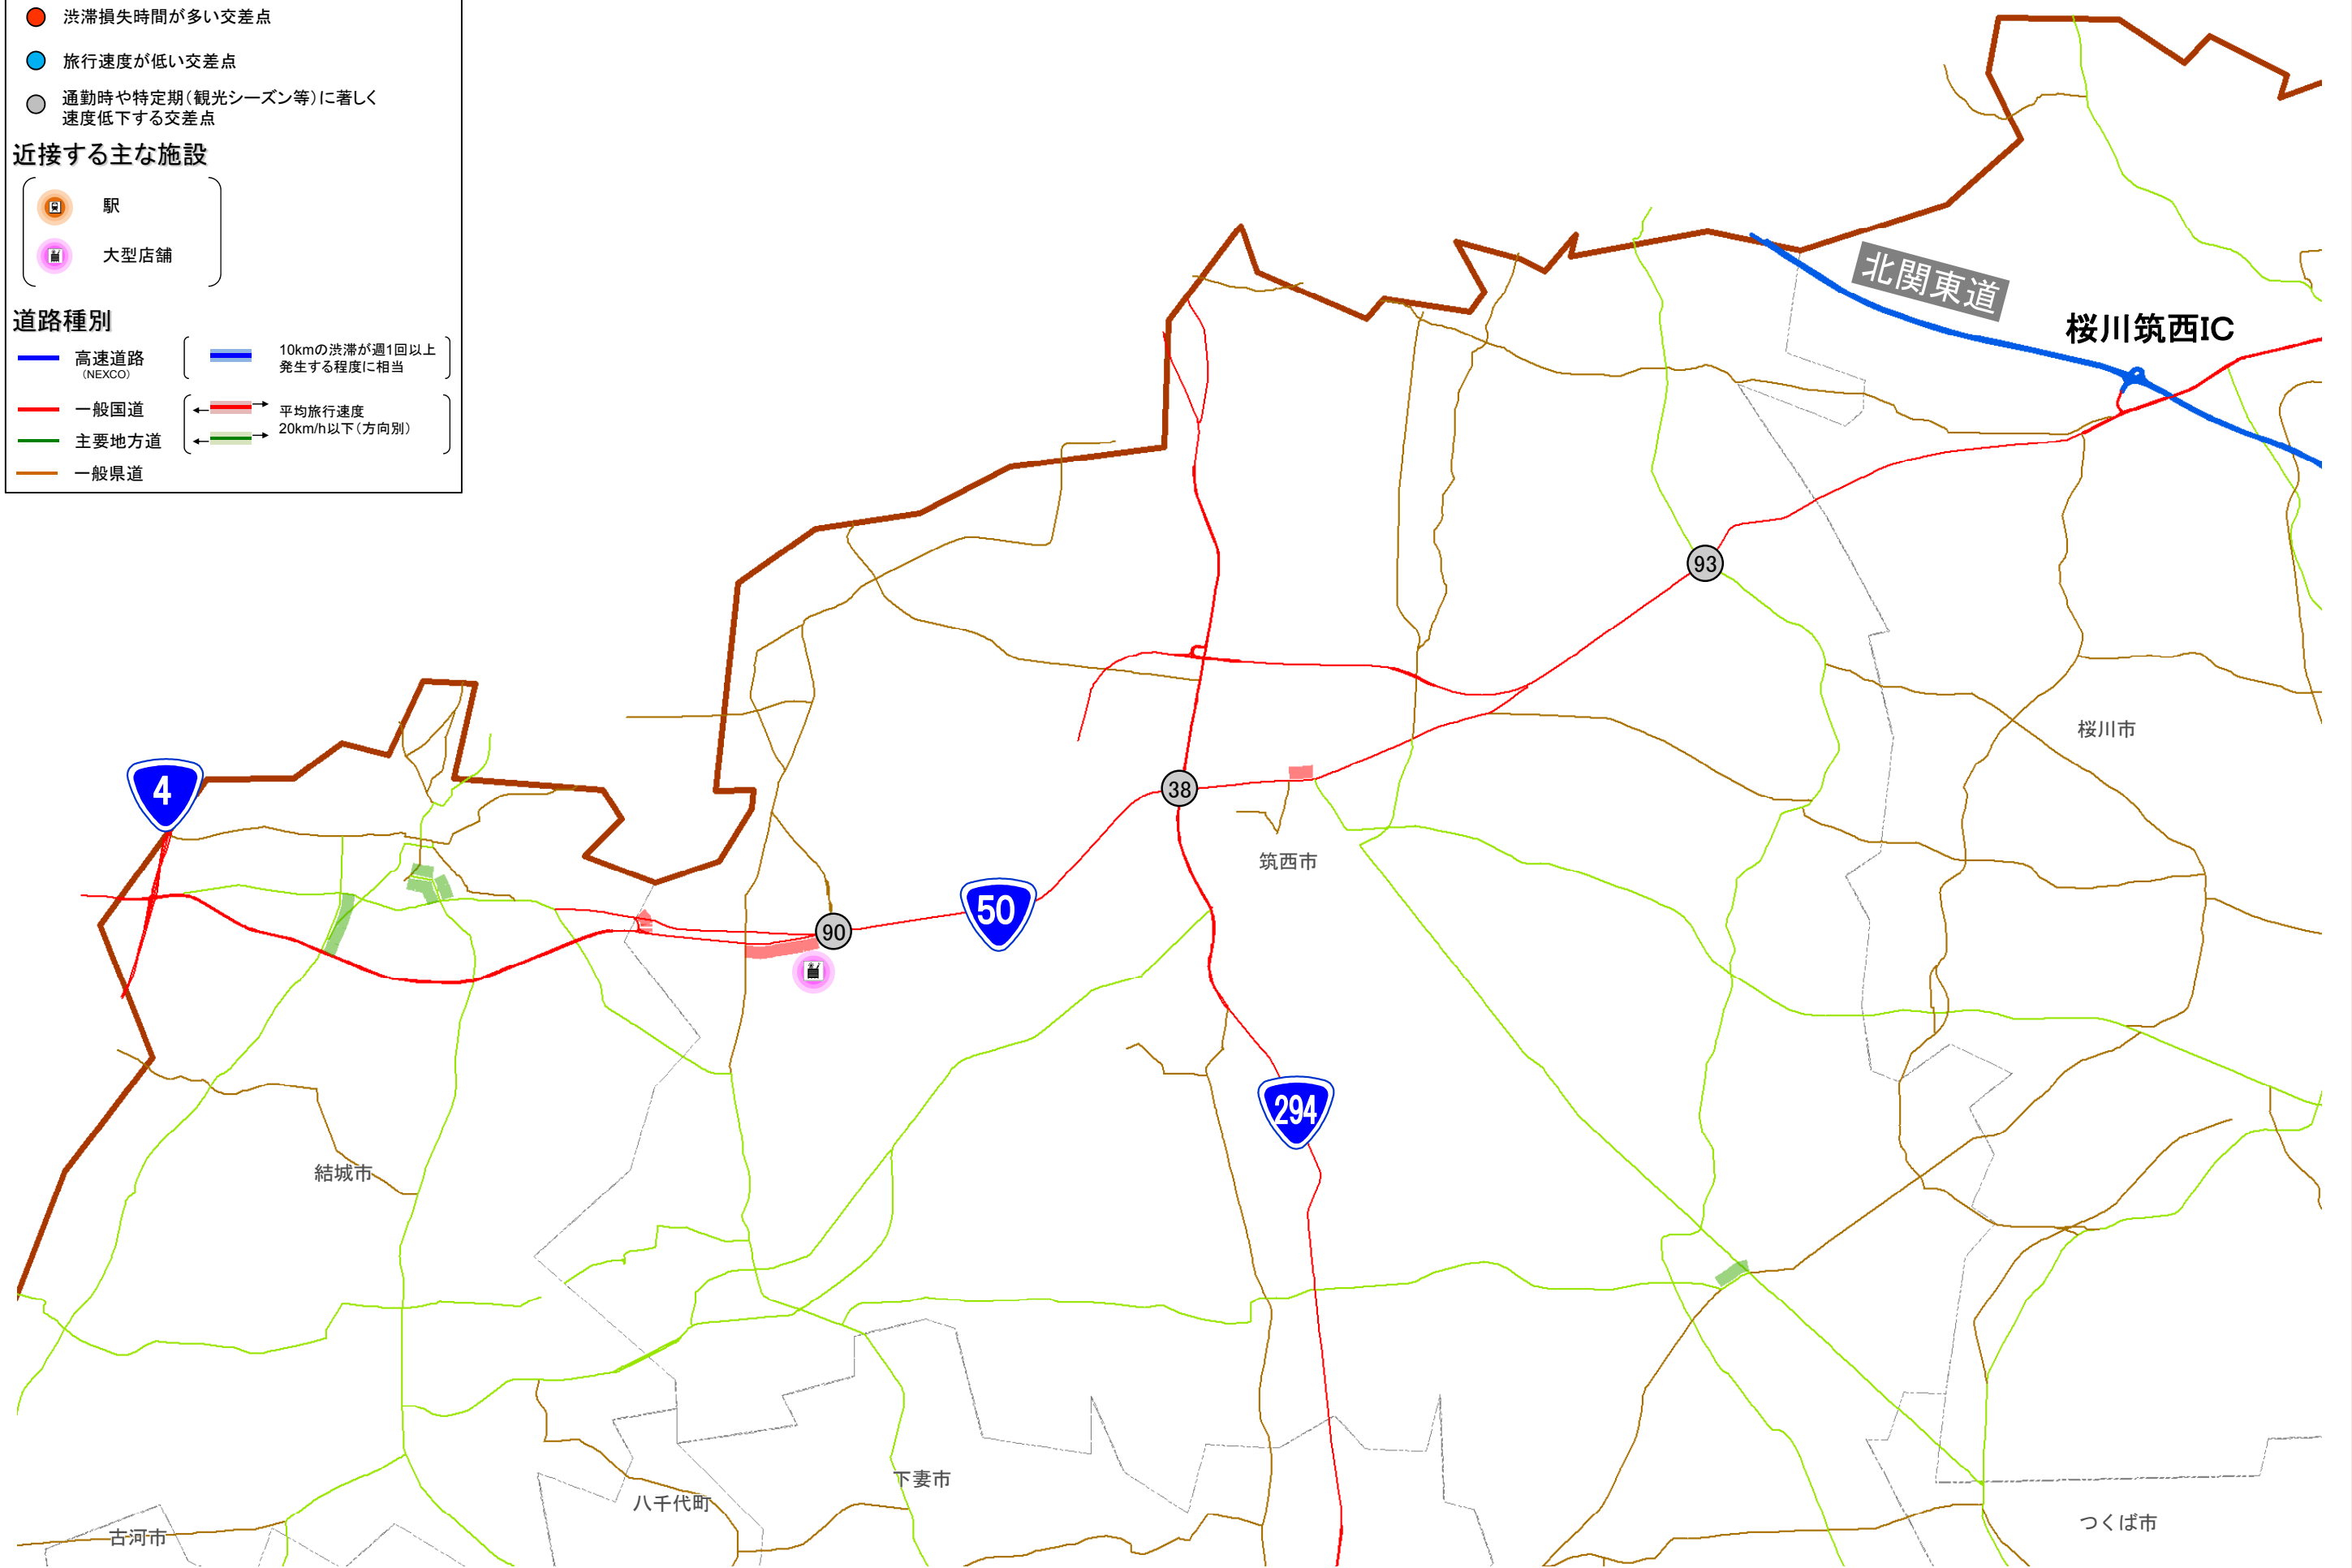 渋滞損失時間が多い交差点
旅行速度が低い交差点
通勤時や特定期（観光シーズン等）に著しく
速度低下する交差点
近接する主な施設
駅
大型店舗
道路種別
高速道路
（NEXCO）
10kmの渋滞が週1回以上
発生する程度に相当
一般国道
平均旅行速度
20km/h以下（方向別）
主要地方道
一般県道
北関東道
桜川筑西IC
93
桜川市
4
38
筑西市
50
90
294
結城市
下妻市
八千代町
古河市
つくば市